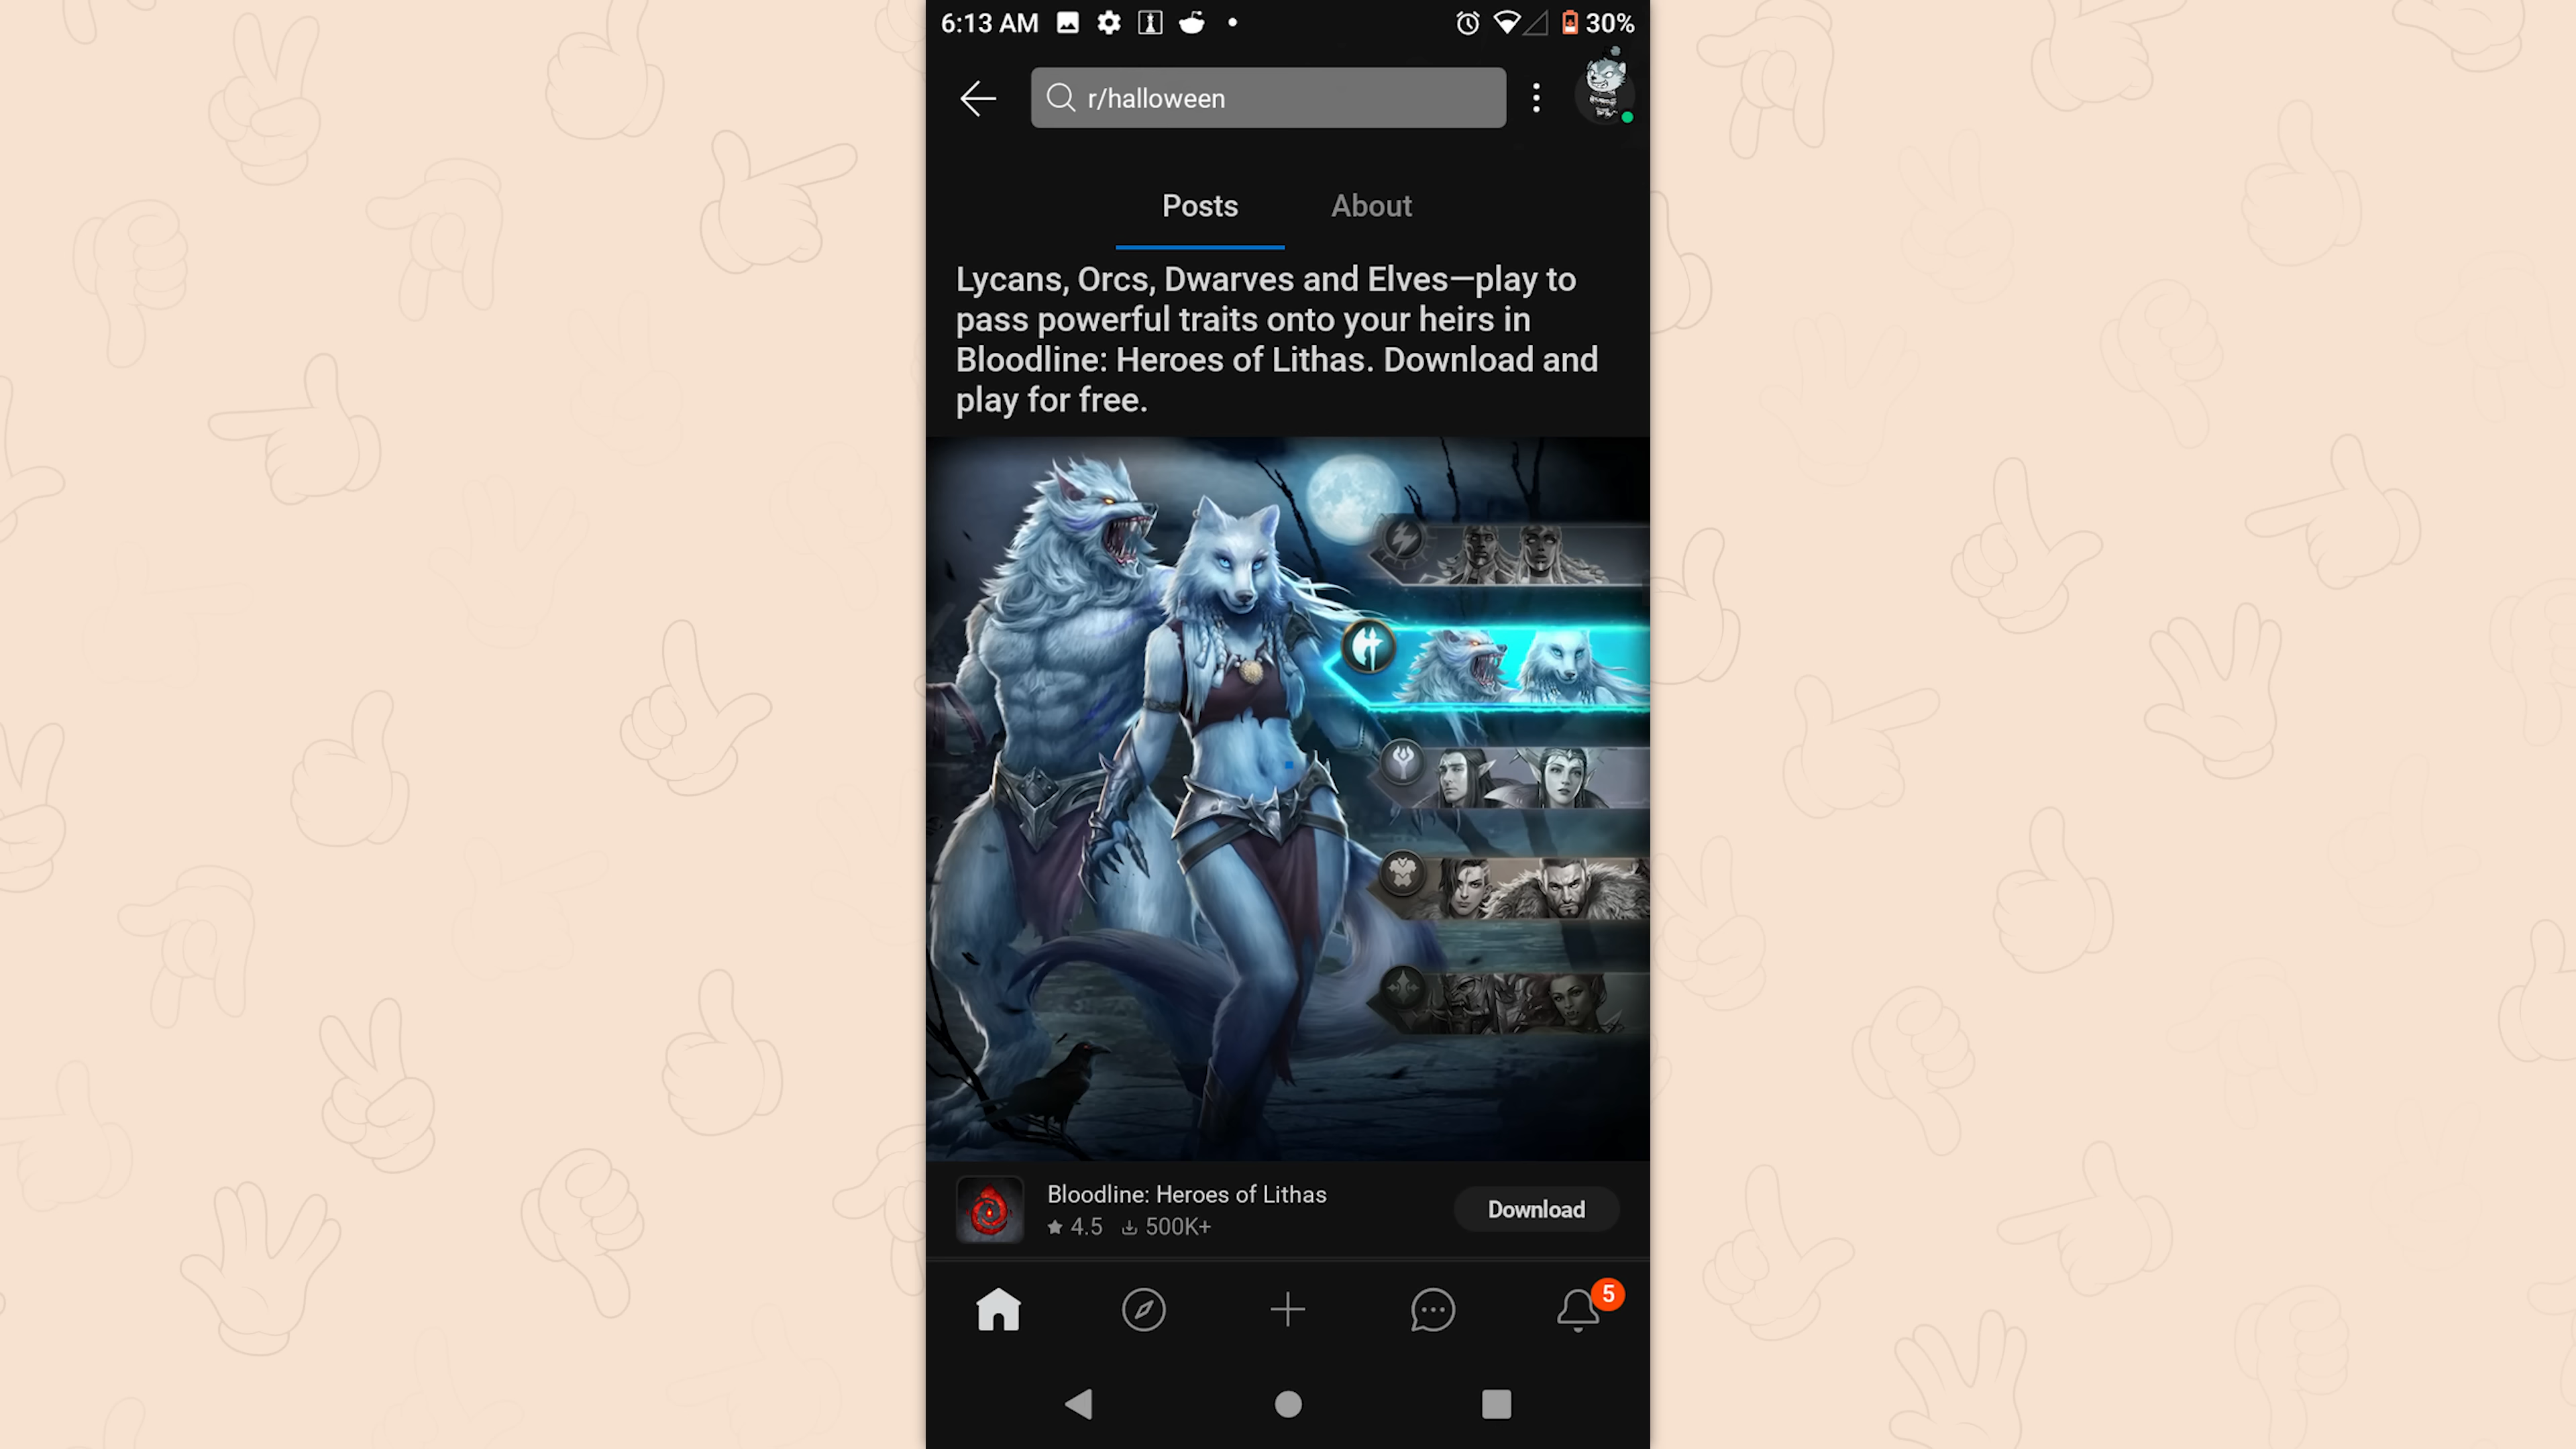 6:13 AM
30%
r/halloween
Posts
About
Lycans, Orcs, Dwarves and Elves—play to
pass powerful traits onto your heirs in
Bloodline: Heroes of Lithas. Download and
play for free.
Bloodline: Heroes of Lithas
4.5
500K+
Download
5